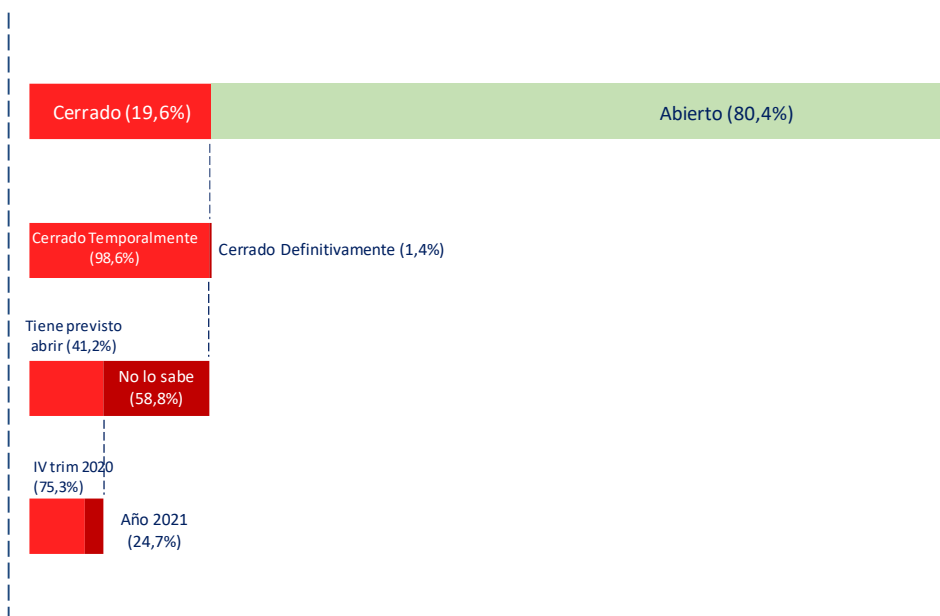 Cerrado (19,6%)
Abierto (80,4%)
Cerrado Temporalmente
(98,6%)
Cerrado Definitivamente (1,4%)
Tiene previsto
abrir (41,2%)
No lo sabe
(58,8%)
IV trim 2020
(75,3%)
Año 2021
(24,7%)